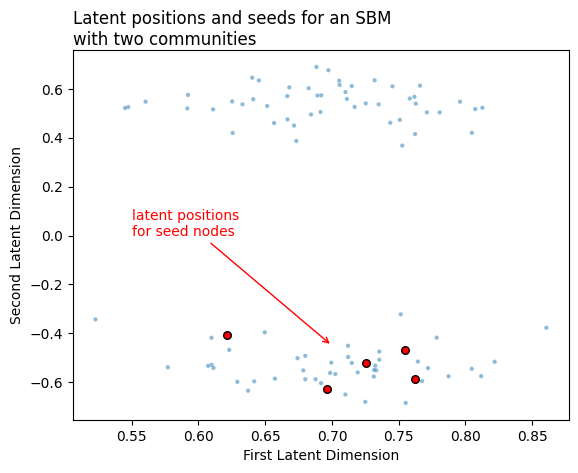 Latent positions and seeds for an SBM
with two communities
0.6
0.4
0.2
0.0
−0.2
−0.4
−0.6
Second Latent Dimension
latent positions
for seed nodes
0.55
0.60
0.65
0.70
0.75
0.80
0.85
First Latent Dimension